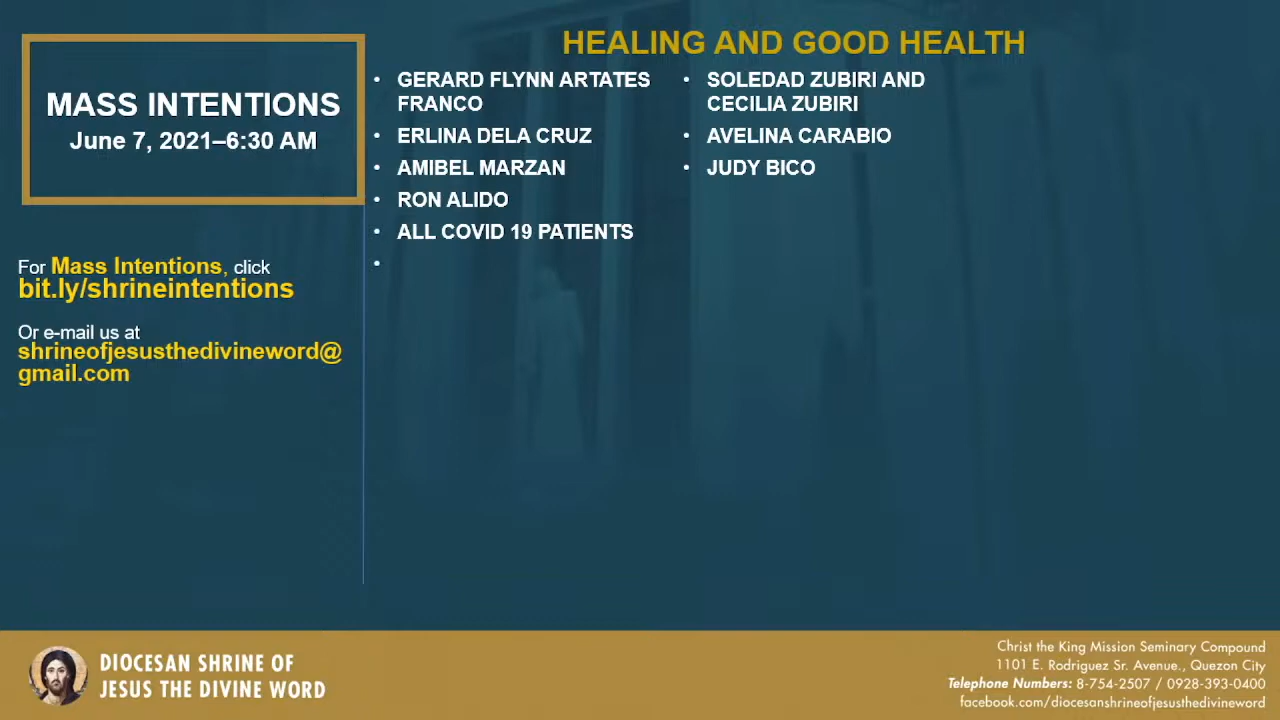 MASS INTENTIONS
June 7, 2021–6:30 AM
For Mass Intentions, click
bit.ly/shrineintentions
Or e-mail us at
shrineofjesusthedivineword@
gmail.com
HEALING AND GOOD HEALTH
• GERARD FLYNN ARTATES
FRANCO
• ERLINA DELA CRUZ
• AMIBEL MARZAN
• RON ALIDO
• ALL COVID 19 PATIENTS
•
• SOLEDAD ZUBIRI AND
CECILIA ZUBIRI
• AVELINA CARABIO
• JUDY BICO
DIOCESAN SHRINE OF
JESUS THE DIVINE WORD
Christ the King Mission Seminary Compound
1101 E. Rodriguez Sr. Avenue., Quezon City
Telephone Numbers: 8-754-2507 / 0928-393-0400
facebook.com/diocesanshrineofjesusthedivineword